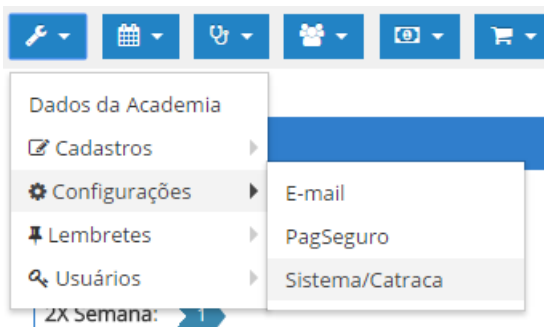 Dados da Academia
Cadastros
Configurações
E-mail
Lembretes
PagSeguro
Usuários
Sistema/Catraca
2X Semana: 1